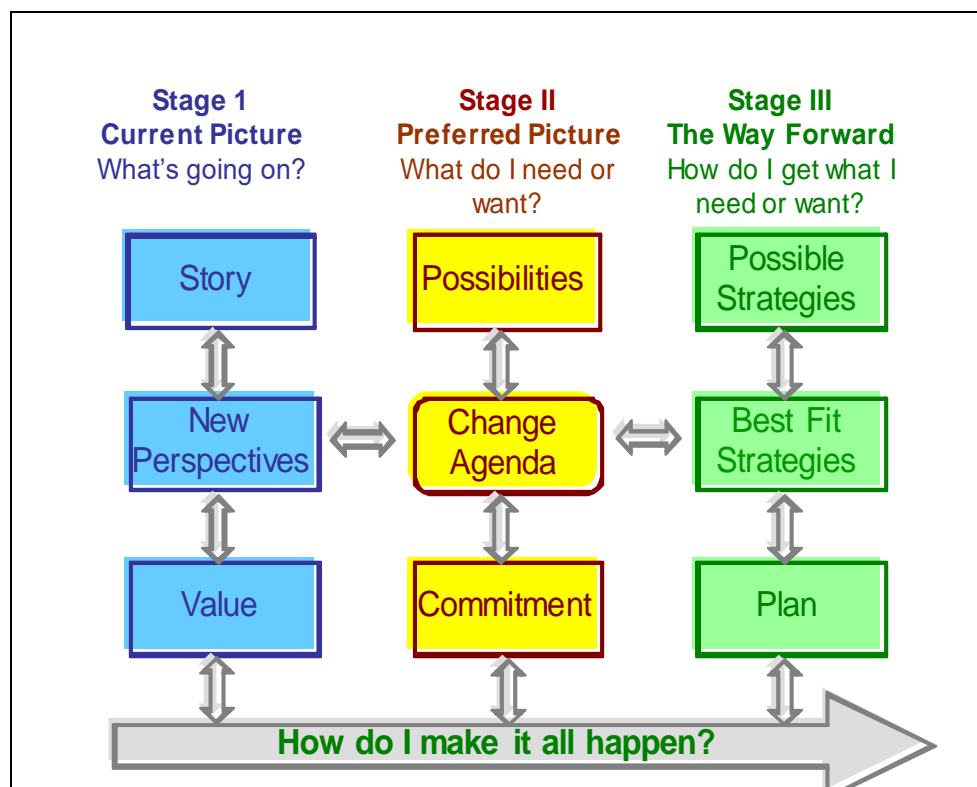 Stage 1
Current Picture
What's going on?
Stage II
Preferred Picture
What do I need or
want?
Stage III
The Way Forward
How do I get what I
need or want?
Story
Possibilities
Possible
Strategies
New
Perspectives
Change
Agenda
Best Fit
Strategies
Value
Commitment
Plan
How do I make it all happen?